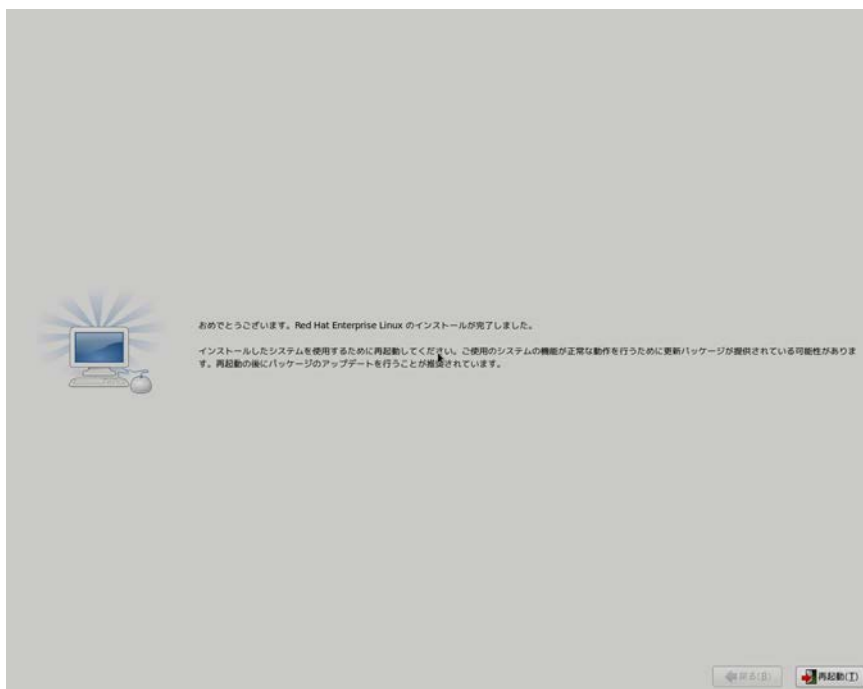 おめでとうございます。Red Hat Enterprise Linux のインストールが完了しました。
インストールしたシステムを使用するために再起動してください。ご使用のシステムの機能が正常な動作を行うために更新パッケージが提供されている可能性がありま
す。再起動の後にパッケージのアップデートを行うことが推奨されています。
戻る(B)
再起動(T)